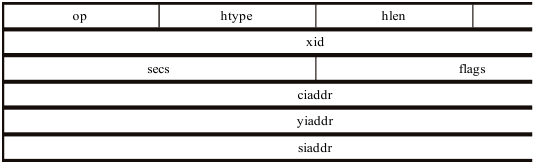 op htype hlen
xid
secs flags
ciaddr
yiaddr
siaddr